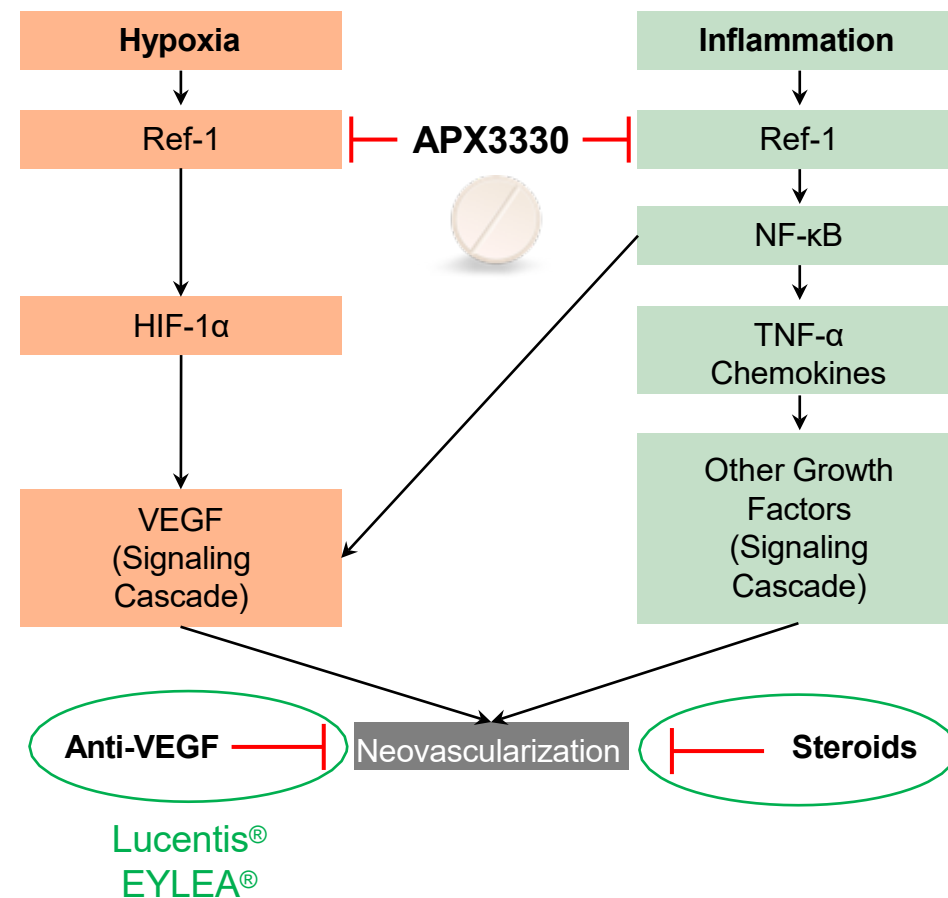 Hypoxia
Inflammation
Ref-1
APX3330
Ref-1
NF-κB
HIF-1α
TNF-α
Chemokines
VEGF
(Signaling
Cascade)
Other Growth
Factors
(Signaling
Cascade)
Anti-VEGF
Neovascularization
Steroids
Lucentis®
EYLEA®